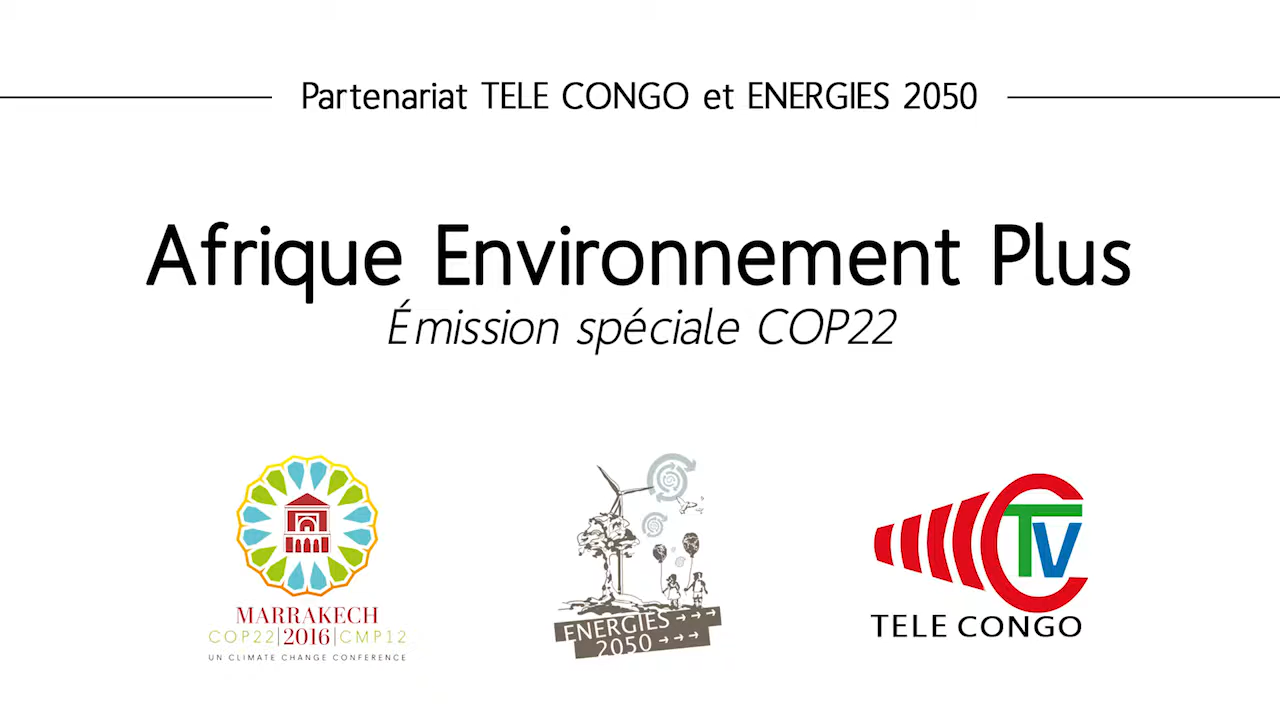 Partenariat TELE CONGO et ENERGIES 2050
Afrique Environnement Plus
Émission spéciale COP22
MARRAKECH
COP22|2016|CMP12
UN CLIMATE CHANGE CONFERENCE
ENERGIES →→→
2050 →→→
TV
TELE CONGO